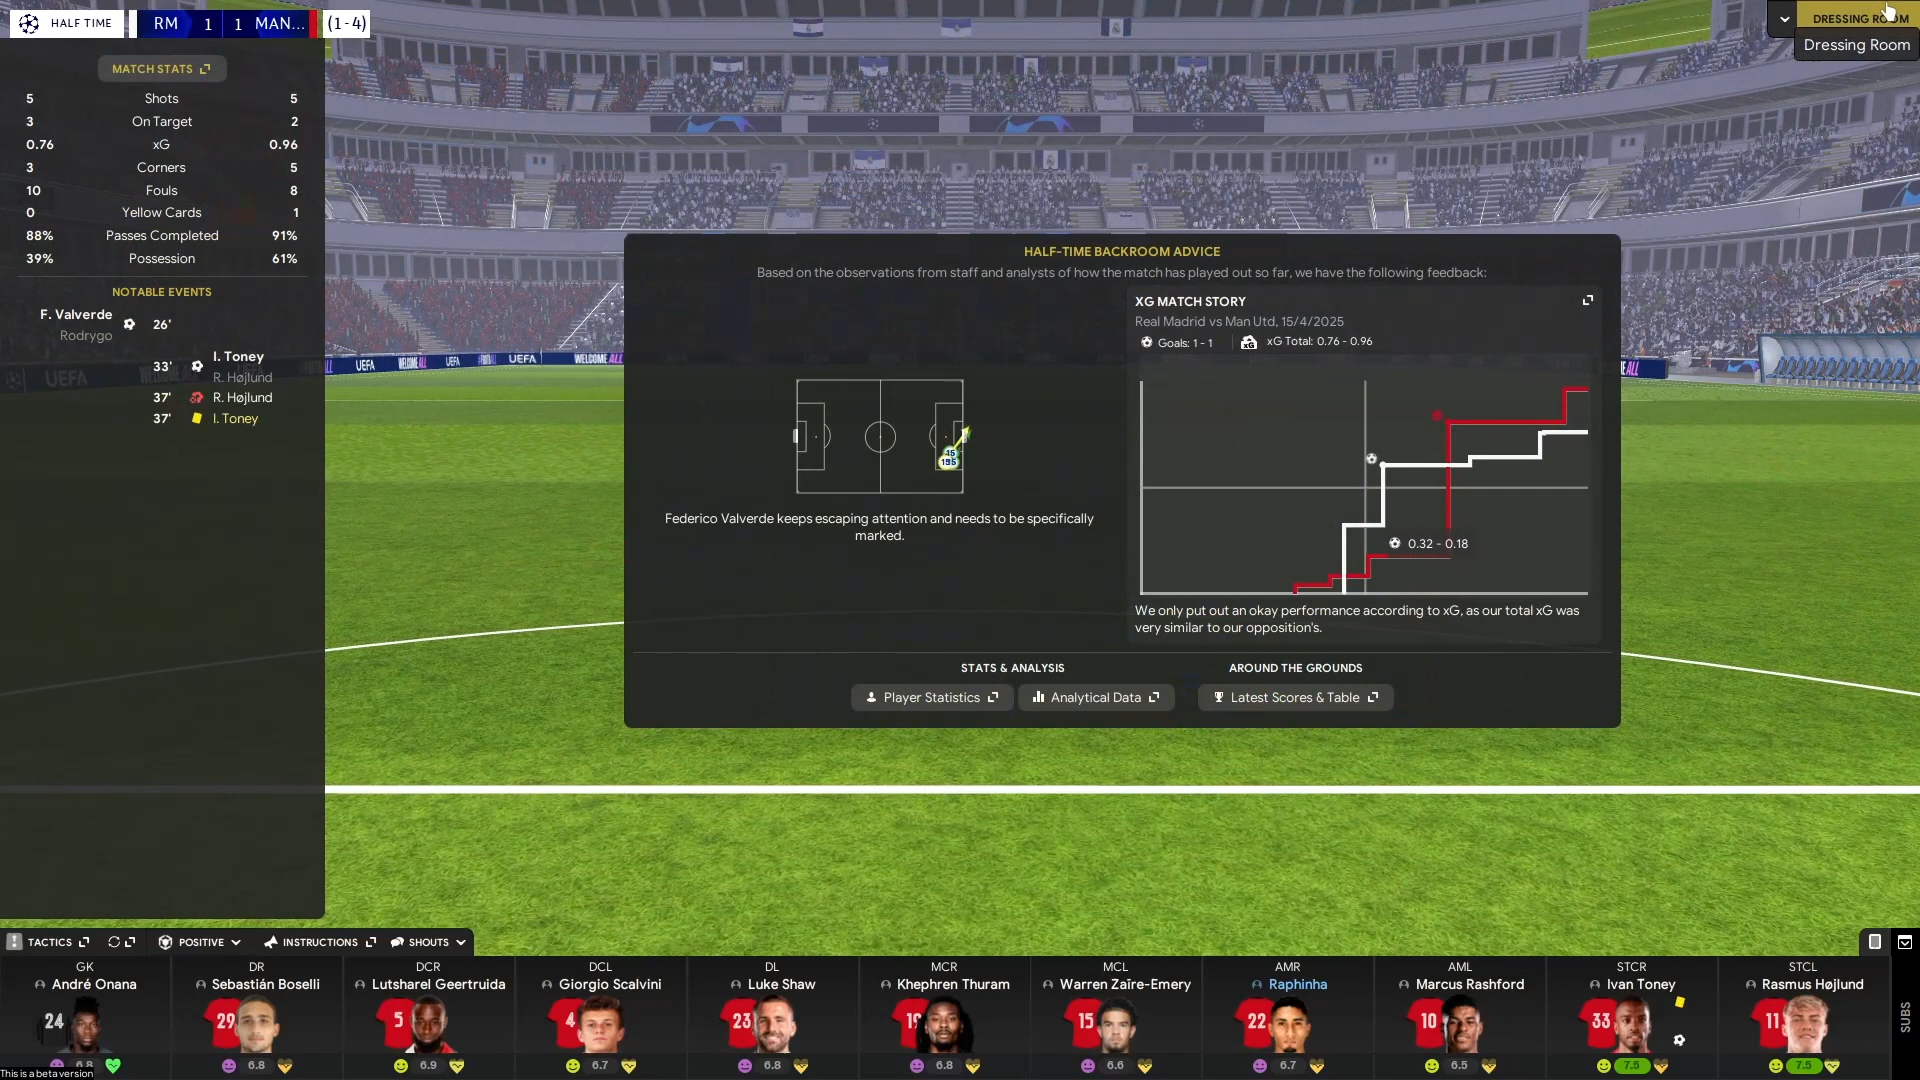 HALF TIME
RM 1 1 MAN... (1-4)
DRESSING ROOM
Dressing Room
MATCH STATS
5 Shots 5
3 On Target 2
0.76 xG 0.96
3 Corners 5
10 Fouls 8
0 Yellow Cards 1
88% Passes Completed 91%
39% Possession 61%
NOTABLE EVENTS
F. Valverde
26'
Rodrygo
33' I. Toney
R. Højlund
37' R. Højlund
37' I. Toney
UEFA
UEFA
UEFA
WELCOME ALL
HALF-TIME BACKROOM ADVICE
Based on the observations from staff and analysts of how the match has played out so far, we have the following feedback:
XG MATCH STORY
Real Madrid vs Man Utd, 15/4/2025
Goals: 1 - 1 xG xG Total: 0.76 - 0.96
Federico Valverde keeps escaping attention and needs to be specifically
marked.
0.32 - 0.18
We only put out an okay performance according to xG, as our total xG was
very similar to our opposition's.
STATS & ANALYSIS
AROUND THE GROUNDS
Player Statistics
Analytical Data
Latest Scores & Table
TACTICS
POSITIVE
INSTRUCTIONS
SHOUTS
GK DR DCR DCL DL MCR MCL AMR AML STCR STCL
André Onana Sebastián Boselli Lutsharel Geertruida Giorgio Scalvini Luke Shaw Khephren Thuram Warren Zaïre-Emery Raphinha Marcus Rashford Ivan Toney Rasmus Højlund
24 29 5 4 23 19 15 22 10 33 11
6.8 6.8 6.9 6.7 6.8 6.8 6.6 6.7 6.5 7.5 7.5
SUBS
This is a beta version